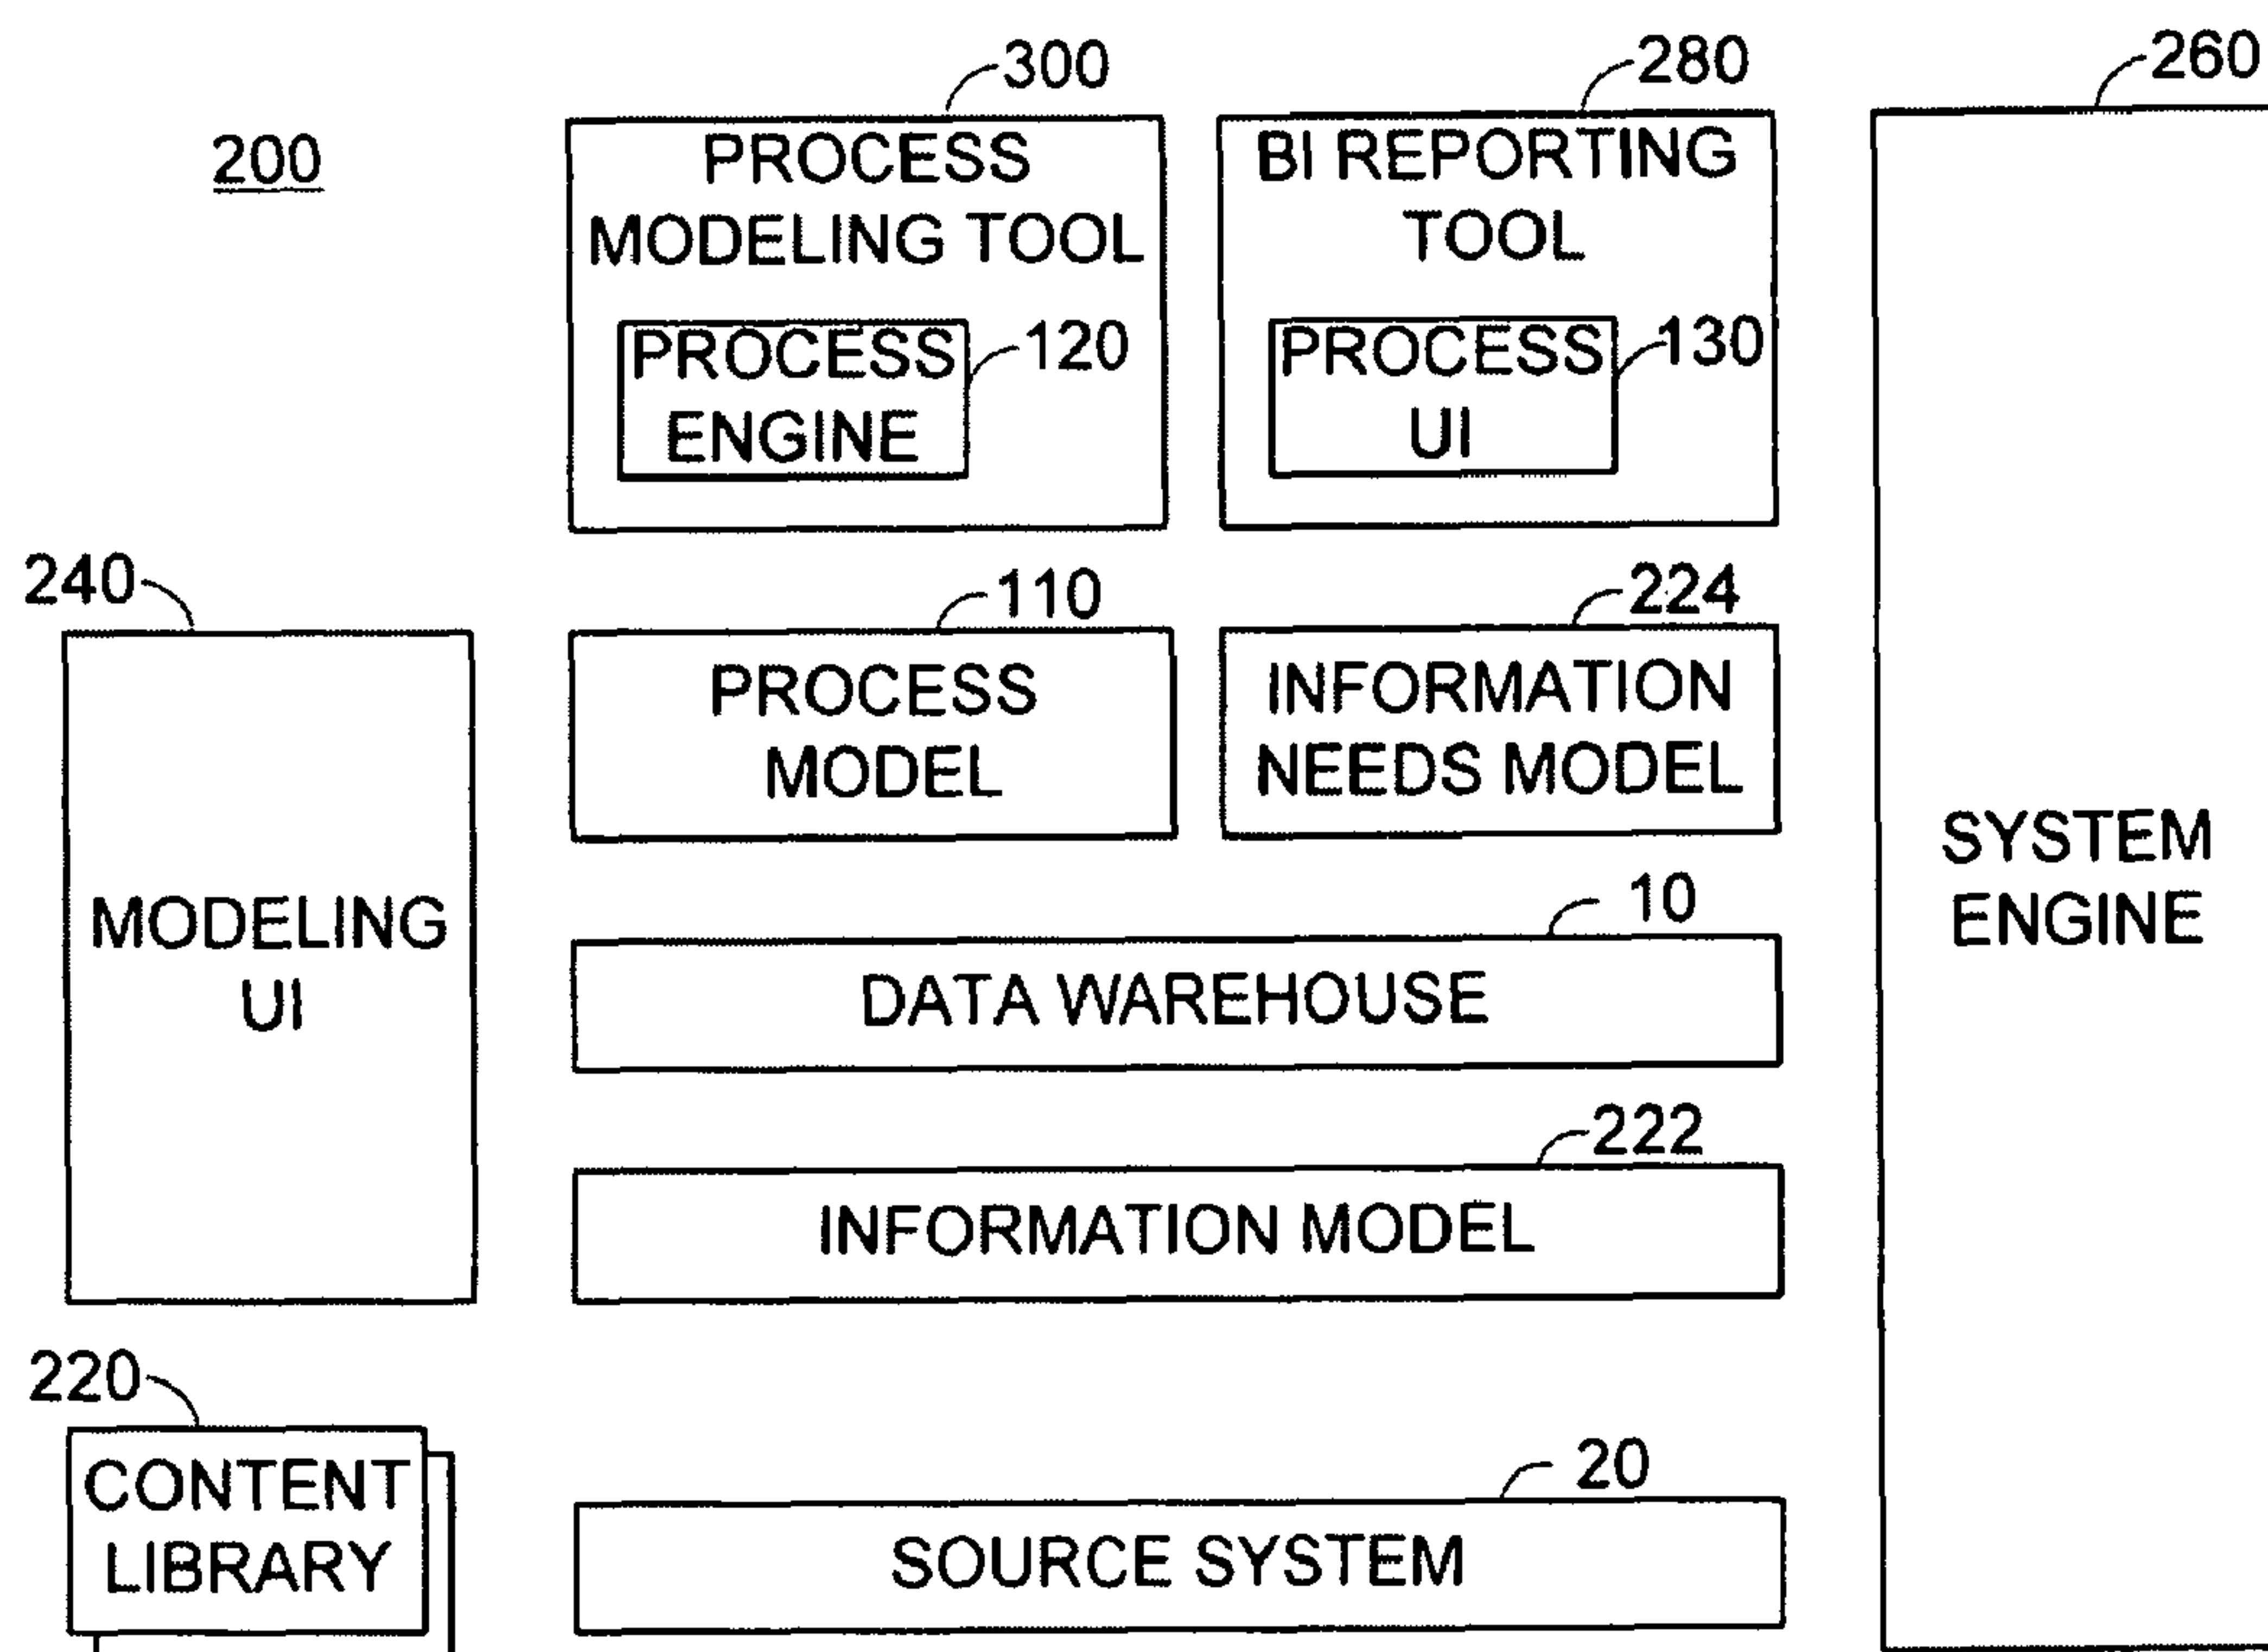 300
280
260
200
PROCESS
MODELING TOOL
BI REPORTING
TOOL
PROCESS
ENGINE
120
PROCESS
UI
130
240
110
224
MODELING
UI
PROCESS
MODEL
INFORMATION
NEEDS MODEL
SYSTEM
ENGINE
10
DATA WAREHOUSE
222
INFORMATION MODEL
220
CONTENT
LIBRARY
20
SOURCE SYSTEM